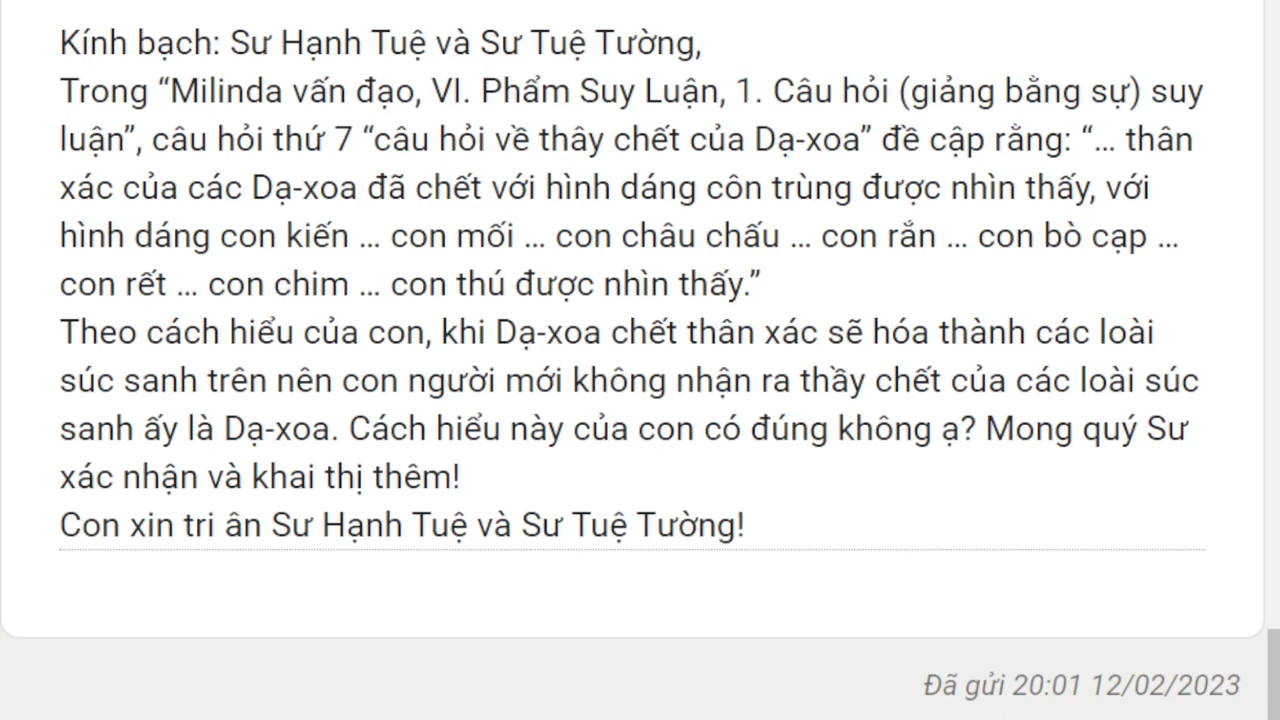 Kính bạch: Sư Hạnh Tuệ và Sư Tuệ Tường,
Trong “Milinda vấn đạo, VI. Phẩm Suy Luận, 1. Câu hỏi (giảng bằng sự) suy
luận”, câu hỏi thứ 7 “câu hỏi về thây chết của Dạ-xoa” đề cập rằng: “... thân
xác của các Dạ-xoa đã chết với hình dáng côn trùng được nhìn thấy, với
hình dáng con kiến ... con mối ... con châu chấu ... con rắn ... con bò cạp ...
con rết ... con chim ... con thú được nhìn thấy.”
Theo cách hiểu của con, khi Dạ-xoa chết thân xác sẽ hóa thành các loài
súc sanh trên nên con người mới không nhận ra thầy chết của các loài súc
sanh ấy là Dạ-xoa. Cách hiểu này của con có đúng không ạ? Mong quý Sư
xác nhận và khai thị thêm!
Con xin tri ân Sư Hạnh Tuệ và Sư Tuệ Tường!
Đã gửi 20:01 12/02/2023